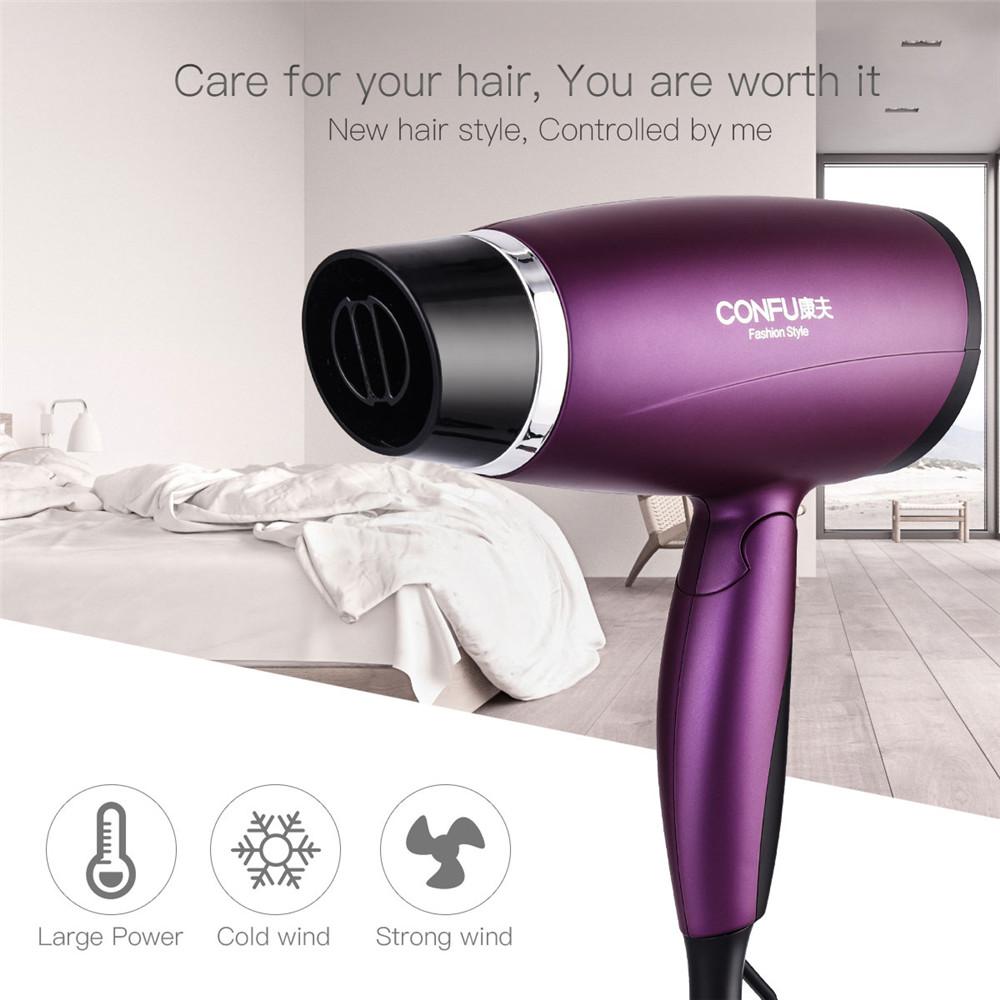 Care for your hair, You are worth it
New hair style, Controlled by me
CONFU康夫
Fashion Style
Large Power
Cold wind
Strong wind